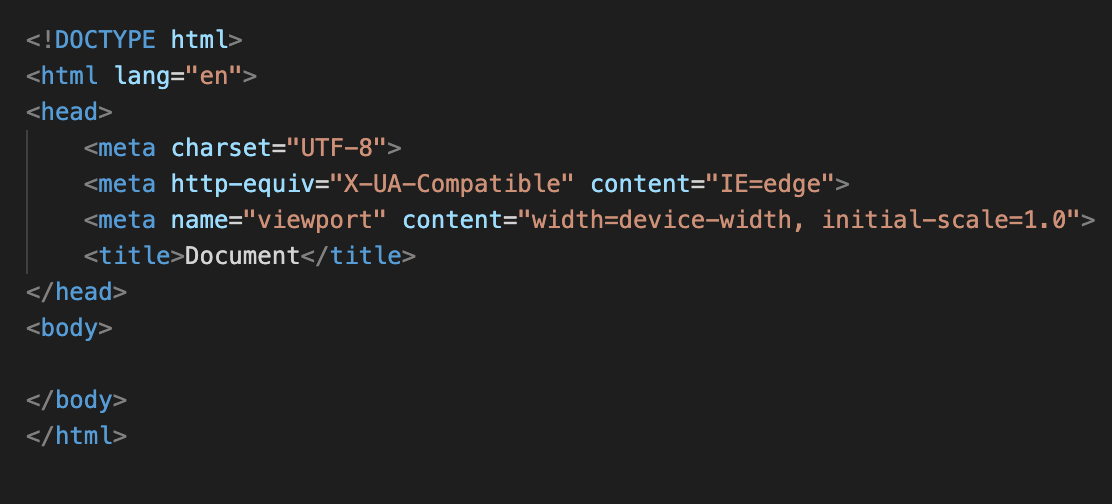 <!DOCTYPE html>
<html lang="en">
<head>
    <meta charset="UTF-8">
    <meta http-equiv="X-UA-Compatible" content="IE=edge">
    <meta name="viewport" content="width=device-width, initial-scale=1.0">
    <title>Document</title>
</head>
<body>

</body>
</html>